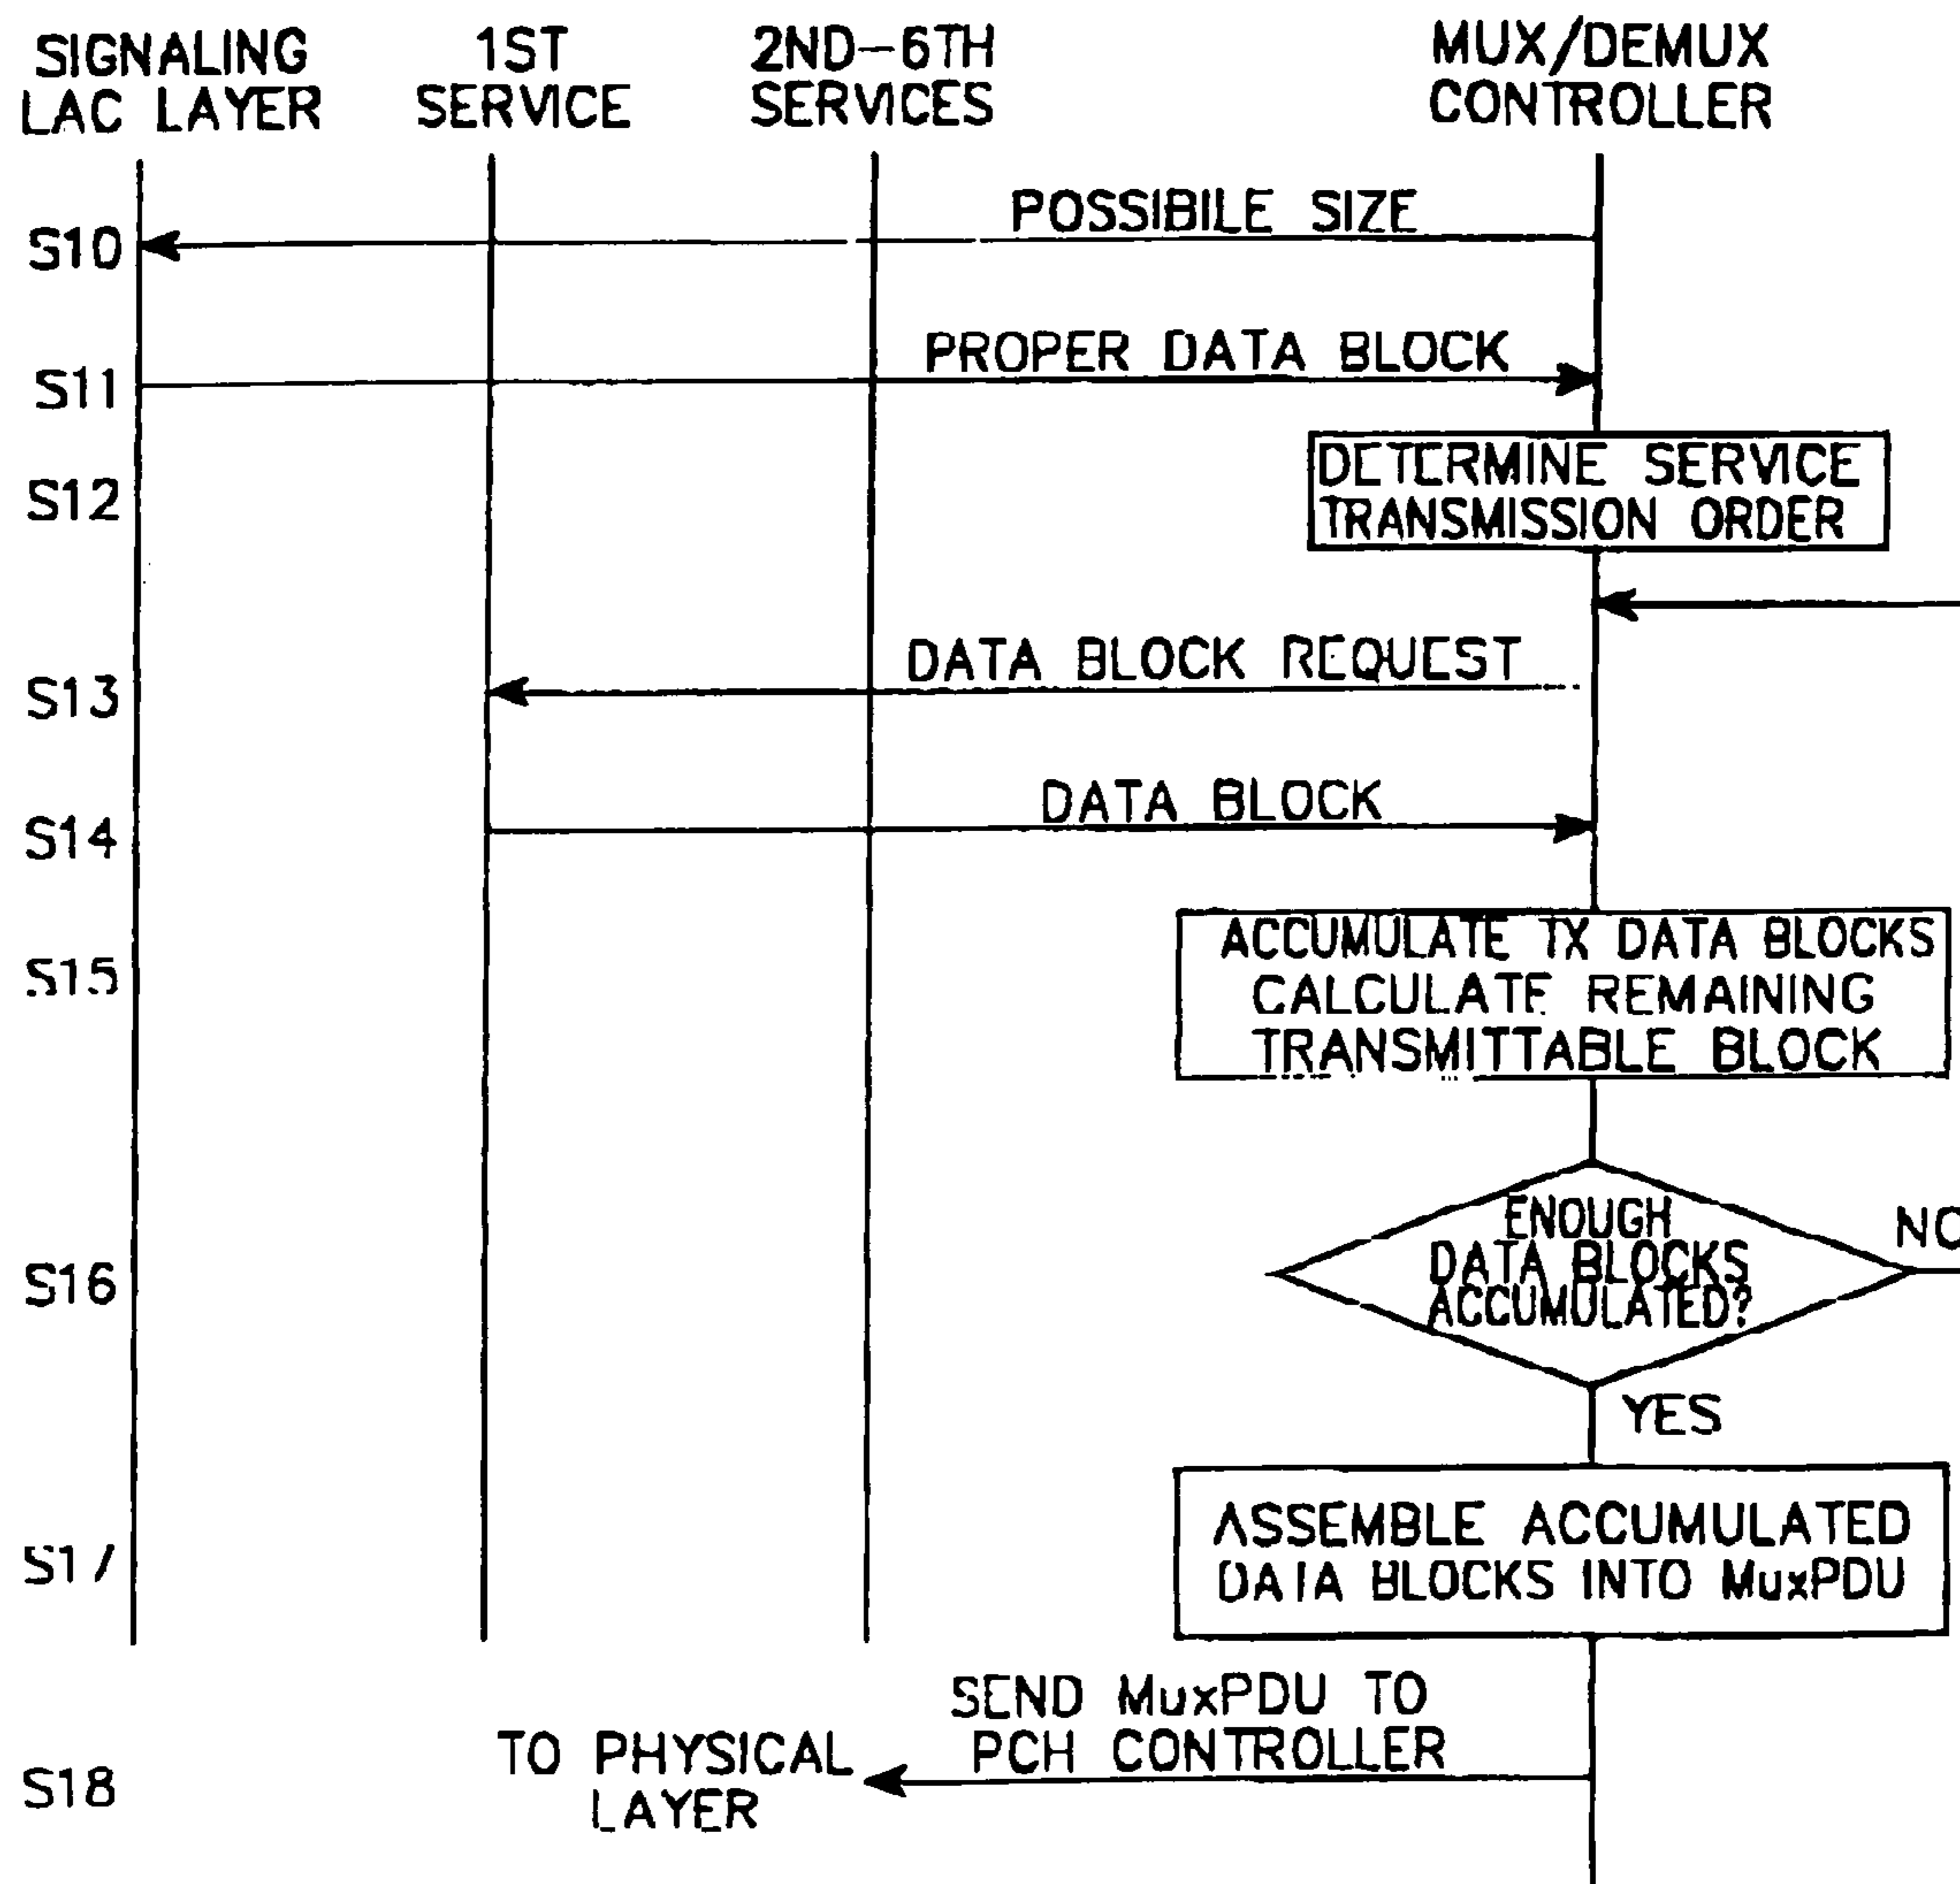 SIGNALING
LAC LAYER
1ST
SERVICE
2ND-6TH
SERVICES
MUX/DEMUX
CONTROLLER
POSSIBILE SIZE
S10
PROPER DATA BLOCK
S11
DETERMINE SERVICE
TRANSMISSION ORDER
S12
DATA BLOCK REQUEST
S13
DATA BLOCK
S14
ACCUMULATE TX DATA BLOCKS
CALCULATE REMAINING
TRANSMITTABLE BLOCK
S15
ENOUGH
DATA BLOCKS
ACCUMULATED?
NO
S16
YES
ASSEMBLE ACCUMULATED
DATA BLOCKS INTO MuxPDU
S17
SEND MuxPDU TO
PCH CONTROLLER
TO PHYSICAL
LAYER
S18